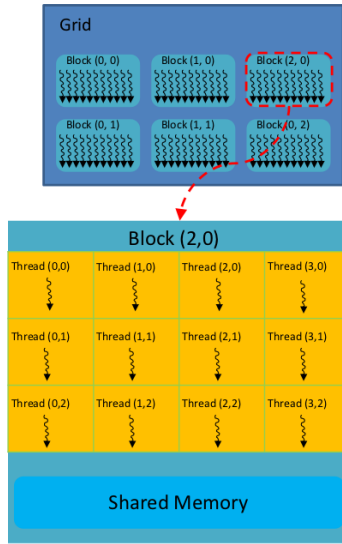 Grid
Block (0, 0) Block (1, 0) Block (2, 0)
Block (0, 1) Block (1, 1) Block (0, 2)
Block (2,0)
Thread (0,0) Thread (1,0) Thread (2,0) Thread (3,0)
Thread (0,1) Thread (1,1) Thread (2,1) Thread (3,1)
Thread (0,2) Thread (1,2) Thread (2,2) Thread (3,2)
Shared Memory